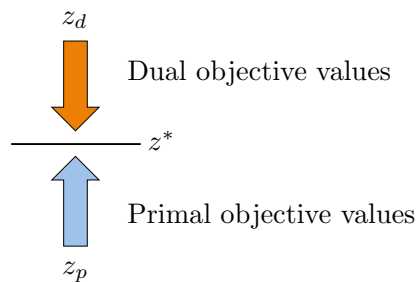 z_d
Dual objective values
z*
Primal objective values
z_p